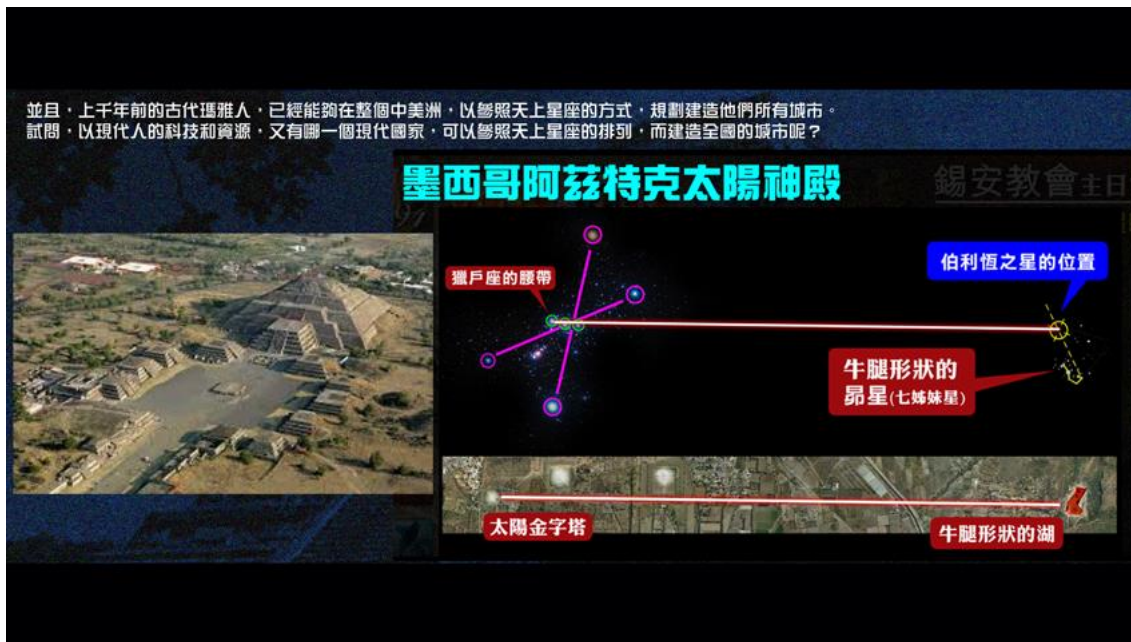 並且，上千年前的古代瑪雅人，已經能夠在整個中美洲，以參照天上星座的方式，規劃建造他們所有城市。
試問，以現代人的科技和資源，又有哪一個現代國家，可以參照天上星座的排列，而建造全國的城市呢？
墨西哥阿茲特克太陽神殿
錫安教會主日
伯利恆之星的位置
獵戶座的腰帶
牛腿形狀的
昴星(七姊妹星)
太陽金字塔
牛腿形狀的湖